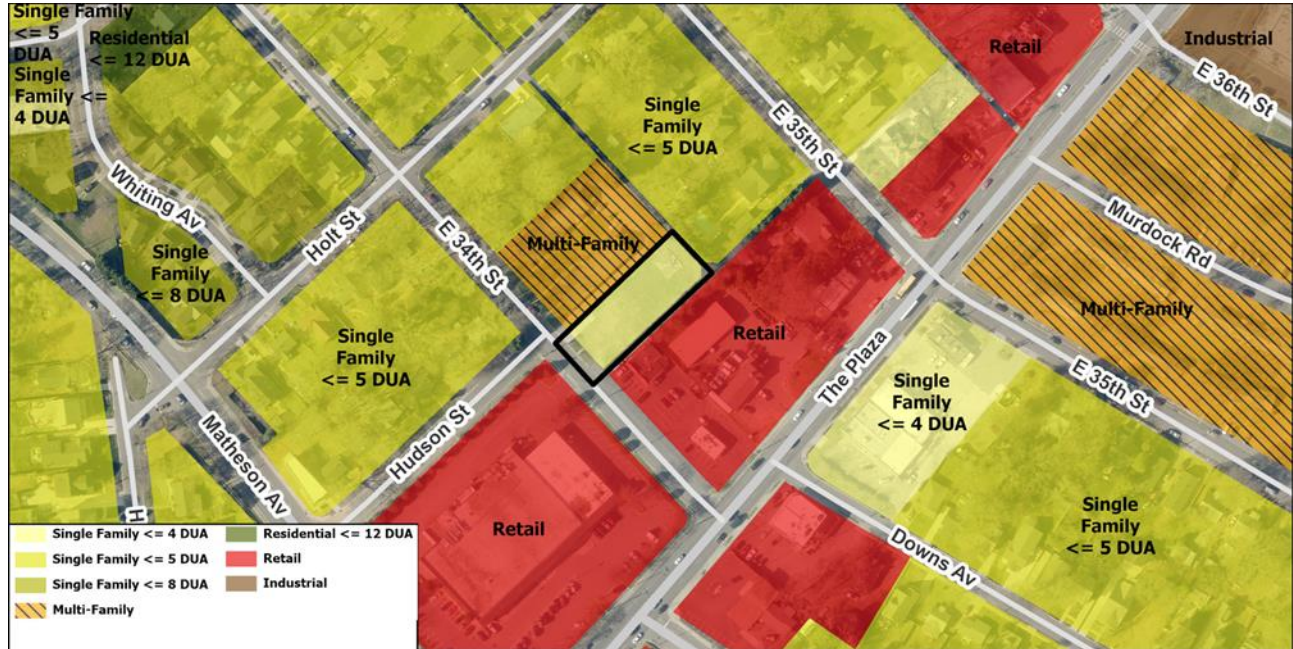 Single Family
<= 5
DUA
Residential
<= 12 DUA
Single
Family <=
4 DUA
Retail
Industrial
E 36th St
Single
Family
<= 5 DUA
E 35th St
Whiting Av
Holt St
E 34th St
Multi-Family
Murdock Rd
Single
Family
<= 8 DUA
Multi-Family
Single
Family
<= 5 DUA
Retail
The Plaza
E 35th St
Single
Family
<= 4 DUA
Hudson St
Matheson Av
H
Retail
Downs Av
Single
Family
<= 5 DUA
Single Family <= 4 DUA
Single Family <= 5 DUA
Single Family <= 8 DUA
Multi-Family
Residential <= 12 DUA
Retail
Industrial